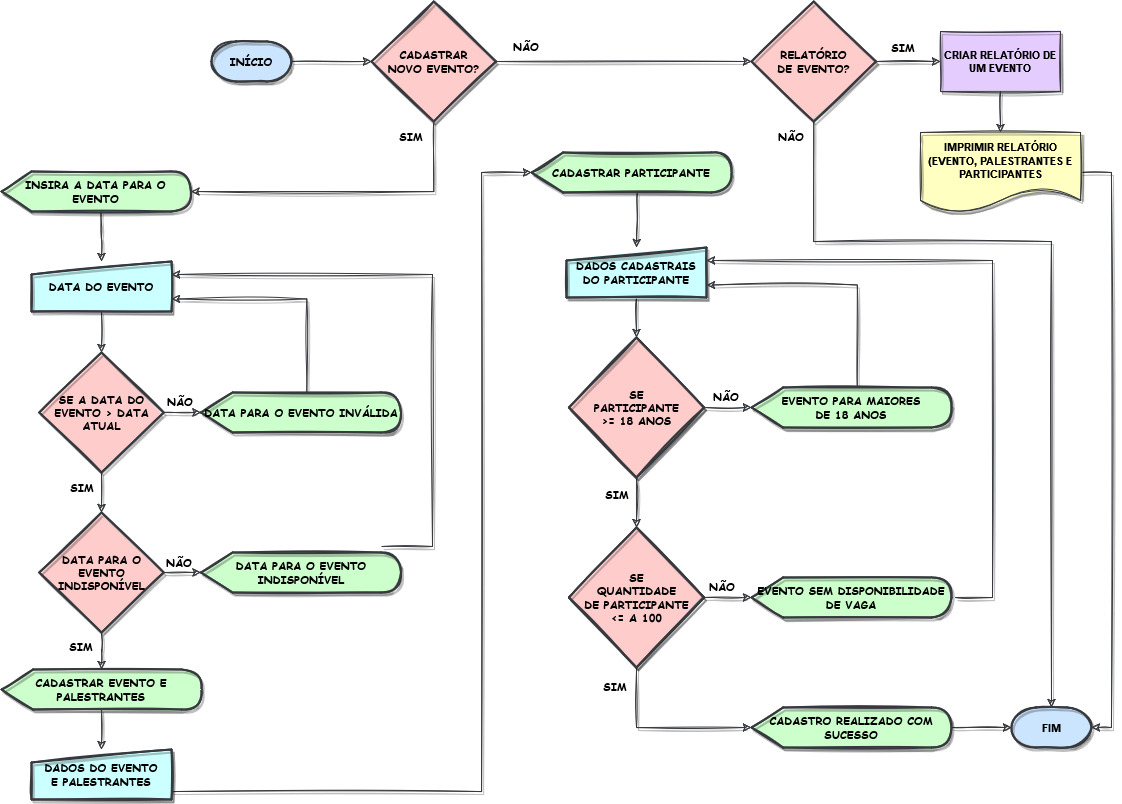 INÍCIO
CADASTRAR
NOVO EVENTO?
NÃO
RELATÓRIO
DE EVENTO?
SIM
CRIAR RELATÓRIO DE
UM EVENTO
SIM
NÃO
IMPRIMIR RELATÓRIO
(EVENTO, PALESTRANTES E
PARTICIPANTES
INSIRA A DATA PARA O
EVENTO
CADASTRAR PARTICIPANTE
DATA DO EVENTO
DADOS CADASTRAIS
DO PARTICIPANTE
SE A DATA DO
EVENTO > DATA
ATUAL
NÃO
DATA PARA O EVENTO INVÁLIDA
SE
PARTICIPANTE
>= 18 ANOS
NÃO
EVENTO PARA MAIORES
DE 18 ANOS
SIM
SIM
DATA PARA O
EVENTO
INDISPONÍVEL
NÃO
DATA PARA O EVENTO
INDISPONÍVEL
SE
QUANTIDADE
DE PARTICIPANTE
<= A 100
NÃO
EVENTO SEM DISPONIBILIDADE
DE VAGA
SIM
SIM
CADASTRAR EVENTO E
PALESTRANTES
CADASTRO REALIZADO COM
SUCESSO
FIM
DADOS DO EVENTO
E PALESTRANTES